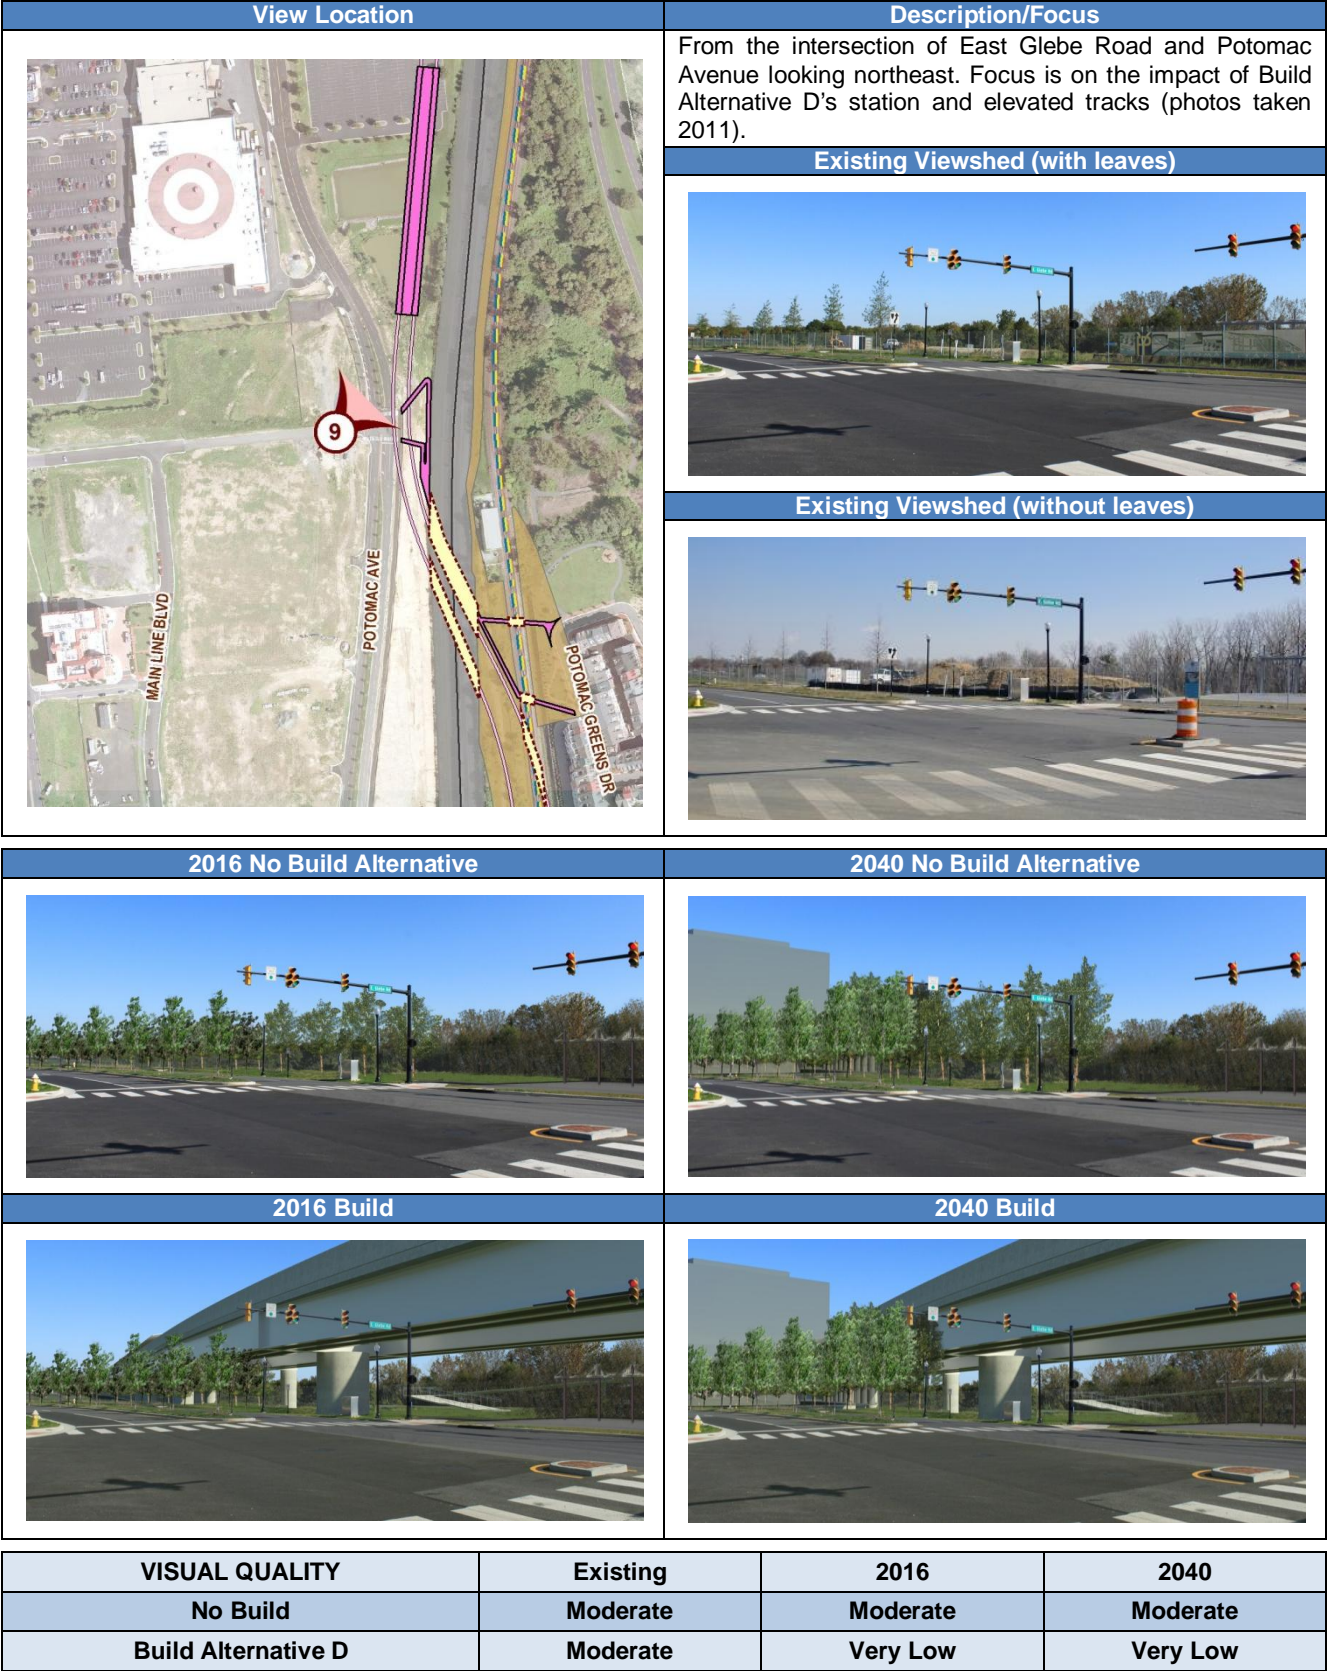 View Location
Description/Focus
From the intersection of East Glebe Road and Potomac
Avenue looking northeast. Focus is on the impact of Build
Alternative D's station and elevated tracks (photos taken
2011).
Existing Viewshed (with leaves)
Existing Viewshed (without leaves)
9
MAIN LINE BLVD
POTOMAC AVE
POTOMAC GREENS DR
2016 No Build Alternative
2040 No Build Alternative
2016 Build
2040 Build
VISUAL QUALITY Existing 2016 2040
No Build Moderate Moderate Moderate
Build Alternative D Moderate Very Low Very Low